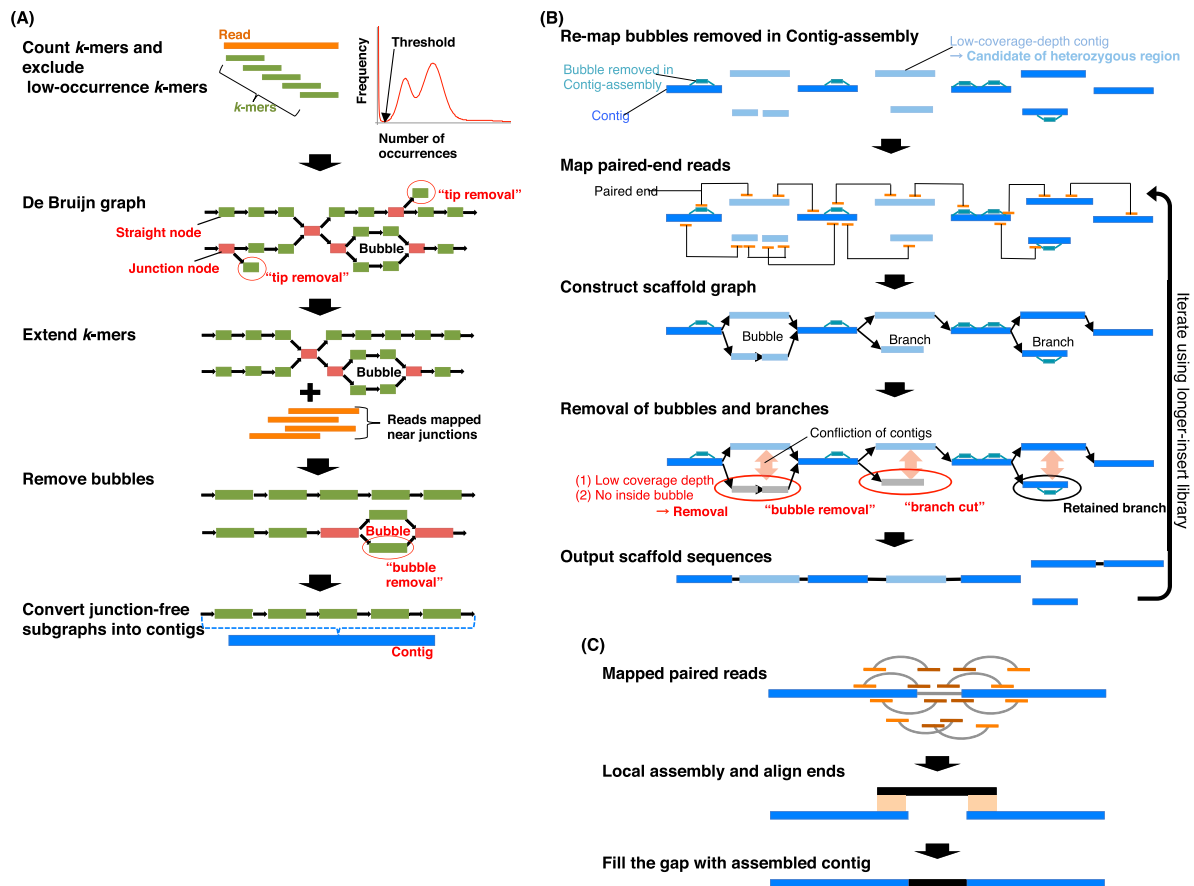 (A)
Count k-mers and
exclude
low-occurrence k-mers
Read
k-mers
Frequency
Threshold
Number of
occurrences
De Bruijn graph
"tip removal"
Straight node
Bubble
Junction node
"tip removal"
Extend k-mers
Bubble
Reads mapped
near junctions
Remove bubbles
Bubble
"bubble
removal"
Convert junction-free
subgraphs into contigs
Contig
(B)
Re-map bubbles removed in Contig-assembly
Low-coverage-depth contig
→ Candidate of heterozygous region
Bubble removed in
Contig-assembly
Contig
Map paired-end reads
Paired end
Construct scaffold graph
Bubble
Branch
Branch
Removal of bubbles and branches
Confliction of contigs
(1) Low coverage depth
(2) No inside bubble
→ Removal
"bubble removal"
"branch cut"
Retained branch
Output scaffold sequences
Iterate using longer-insert library
(C)
Mapped paired reads
Local assembly and align ends
Fill the gap with assembled contig